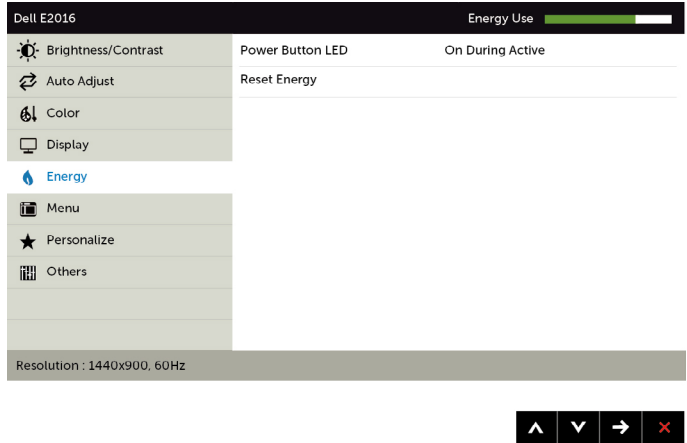 Dell E2016 Energy Use
Brightness/Contrast Power Button LED On During Active
Auto Adjust Reset Energy
Color
Display
Energy
Menu
Personalize
Others
Resolution : 1440x900, 60Hz